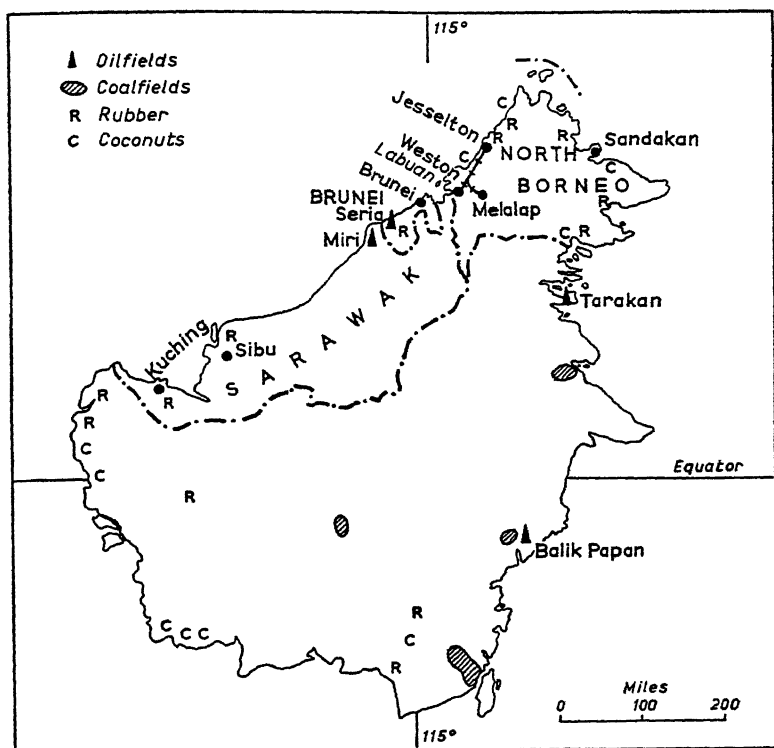 115°
Oilfields
Coalfields
R Rubber
C Coconuts
C
R
R
R
Jesselton
Sandakan
NORTH
C
C
Weston
Labuan
BORNEO
R
Brunei
Melalap
BRUNEI
Seria
R
Miri
C R
Tarakan
SARAWAK
Kuching
R
Sibu
R
R
R
C
C
Equator
R
Balik Papan
R
C
C C C
R
Miles
0 100 200
115°